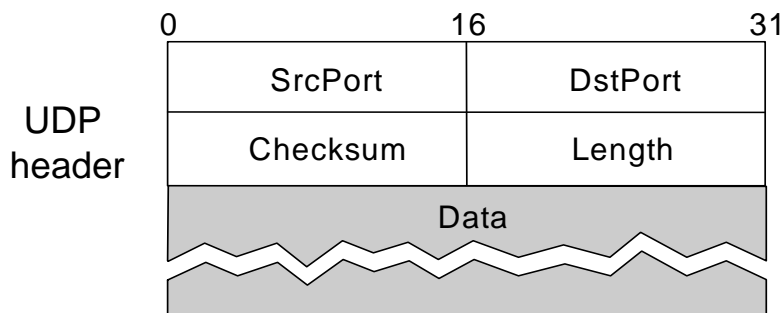 0 16 31
SrcPort DstPort
UDP
header
Checksum Length
Data